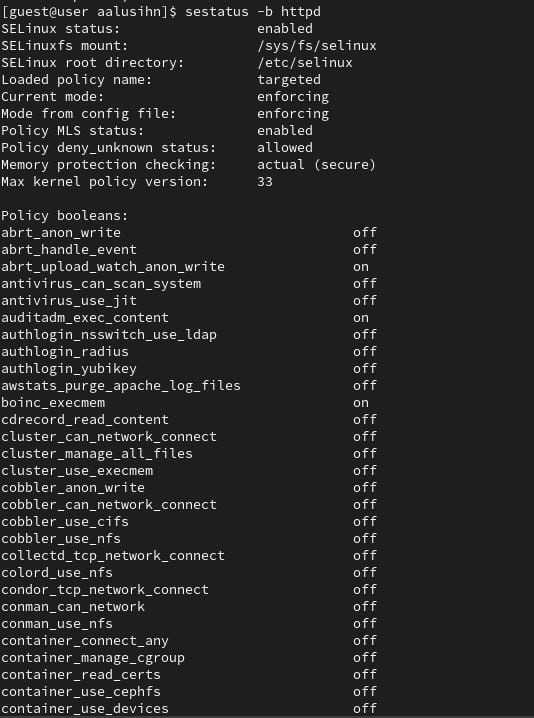 [guest@user aalusihn]$ sestatus -b httpd
SELinux status:                 enabled
SELinuxfs mount:                /sys/fs/selinux
SELinux root directory:         /etc/selinux
Loaded policy name:             targeted
Current mode:                   enforcing
Mode from config file:          enforcing
Policy MLS status:              enabled
Policy deny_unknown status:     allowed
Memory protection checking:     actual (secure)
Max kernel policy version:      33

Policy booleans:
abrt_anon_write                             off
abrt_handle_event                           off
abrt_upload_watch_anon_write                on
antivirus_can_scan_system                   off
antivirus_use_jit                           off
auditadm_exec_content                       on
authlogin_nsswitch_use_ldap                 off
authlogin_radius                            off
authlogin_yubikey                           off
awstats_purge_apache_log_files              off
boinc_execmem                               on
cdrecord_read_content                       off
cluster_can_network_connect                 off
cluster_manage_all_files                    off
cluster_use_execmem                         off
cobbler_anon_write                          off
cobbler_can_network_connect                 off
cobbler_use_cifs                            off
cobbler_use_nfs                             off
collectd_tcp_network_connect                off
colord_use_nfs                              off
condor_tcp_network_connect                  off
conman_can_network                          off
conman_use_nfs                              off
container_connect_any                       off
container_manage_cgroup                     off
container_read_certs                        off
container_use_cephfs                        off
container_use_devices                       off